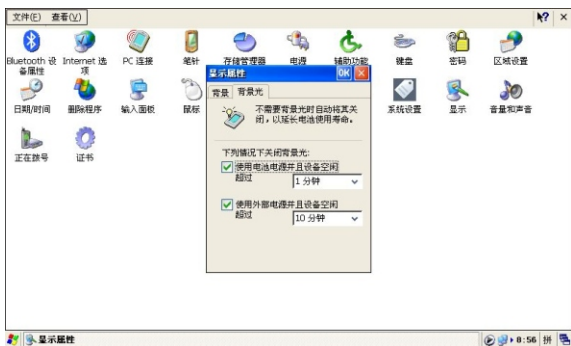 文件(F) 查看(V)
Bluetooth 设备属性
Internet 选项
PC 连接
笔针
存储管理器
电源
辅助功能
键盘
密码
区域设置
日期/时间
删除程序
输入面板
鼠标
系统设置
显示
音量和声音
正在拨号
证书
显示属性 OK
背景 背景光
不需要背景光时自动将其关
闭，以延长电池使用寿命。
下列情况下关闭背景光:
使用电池电源并且设备空闲
超过 1 分钟
使用外部电源并且设备空闲
超过 10 分钟
显示属性
8:56 拼